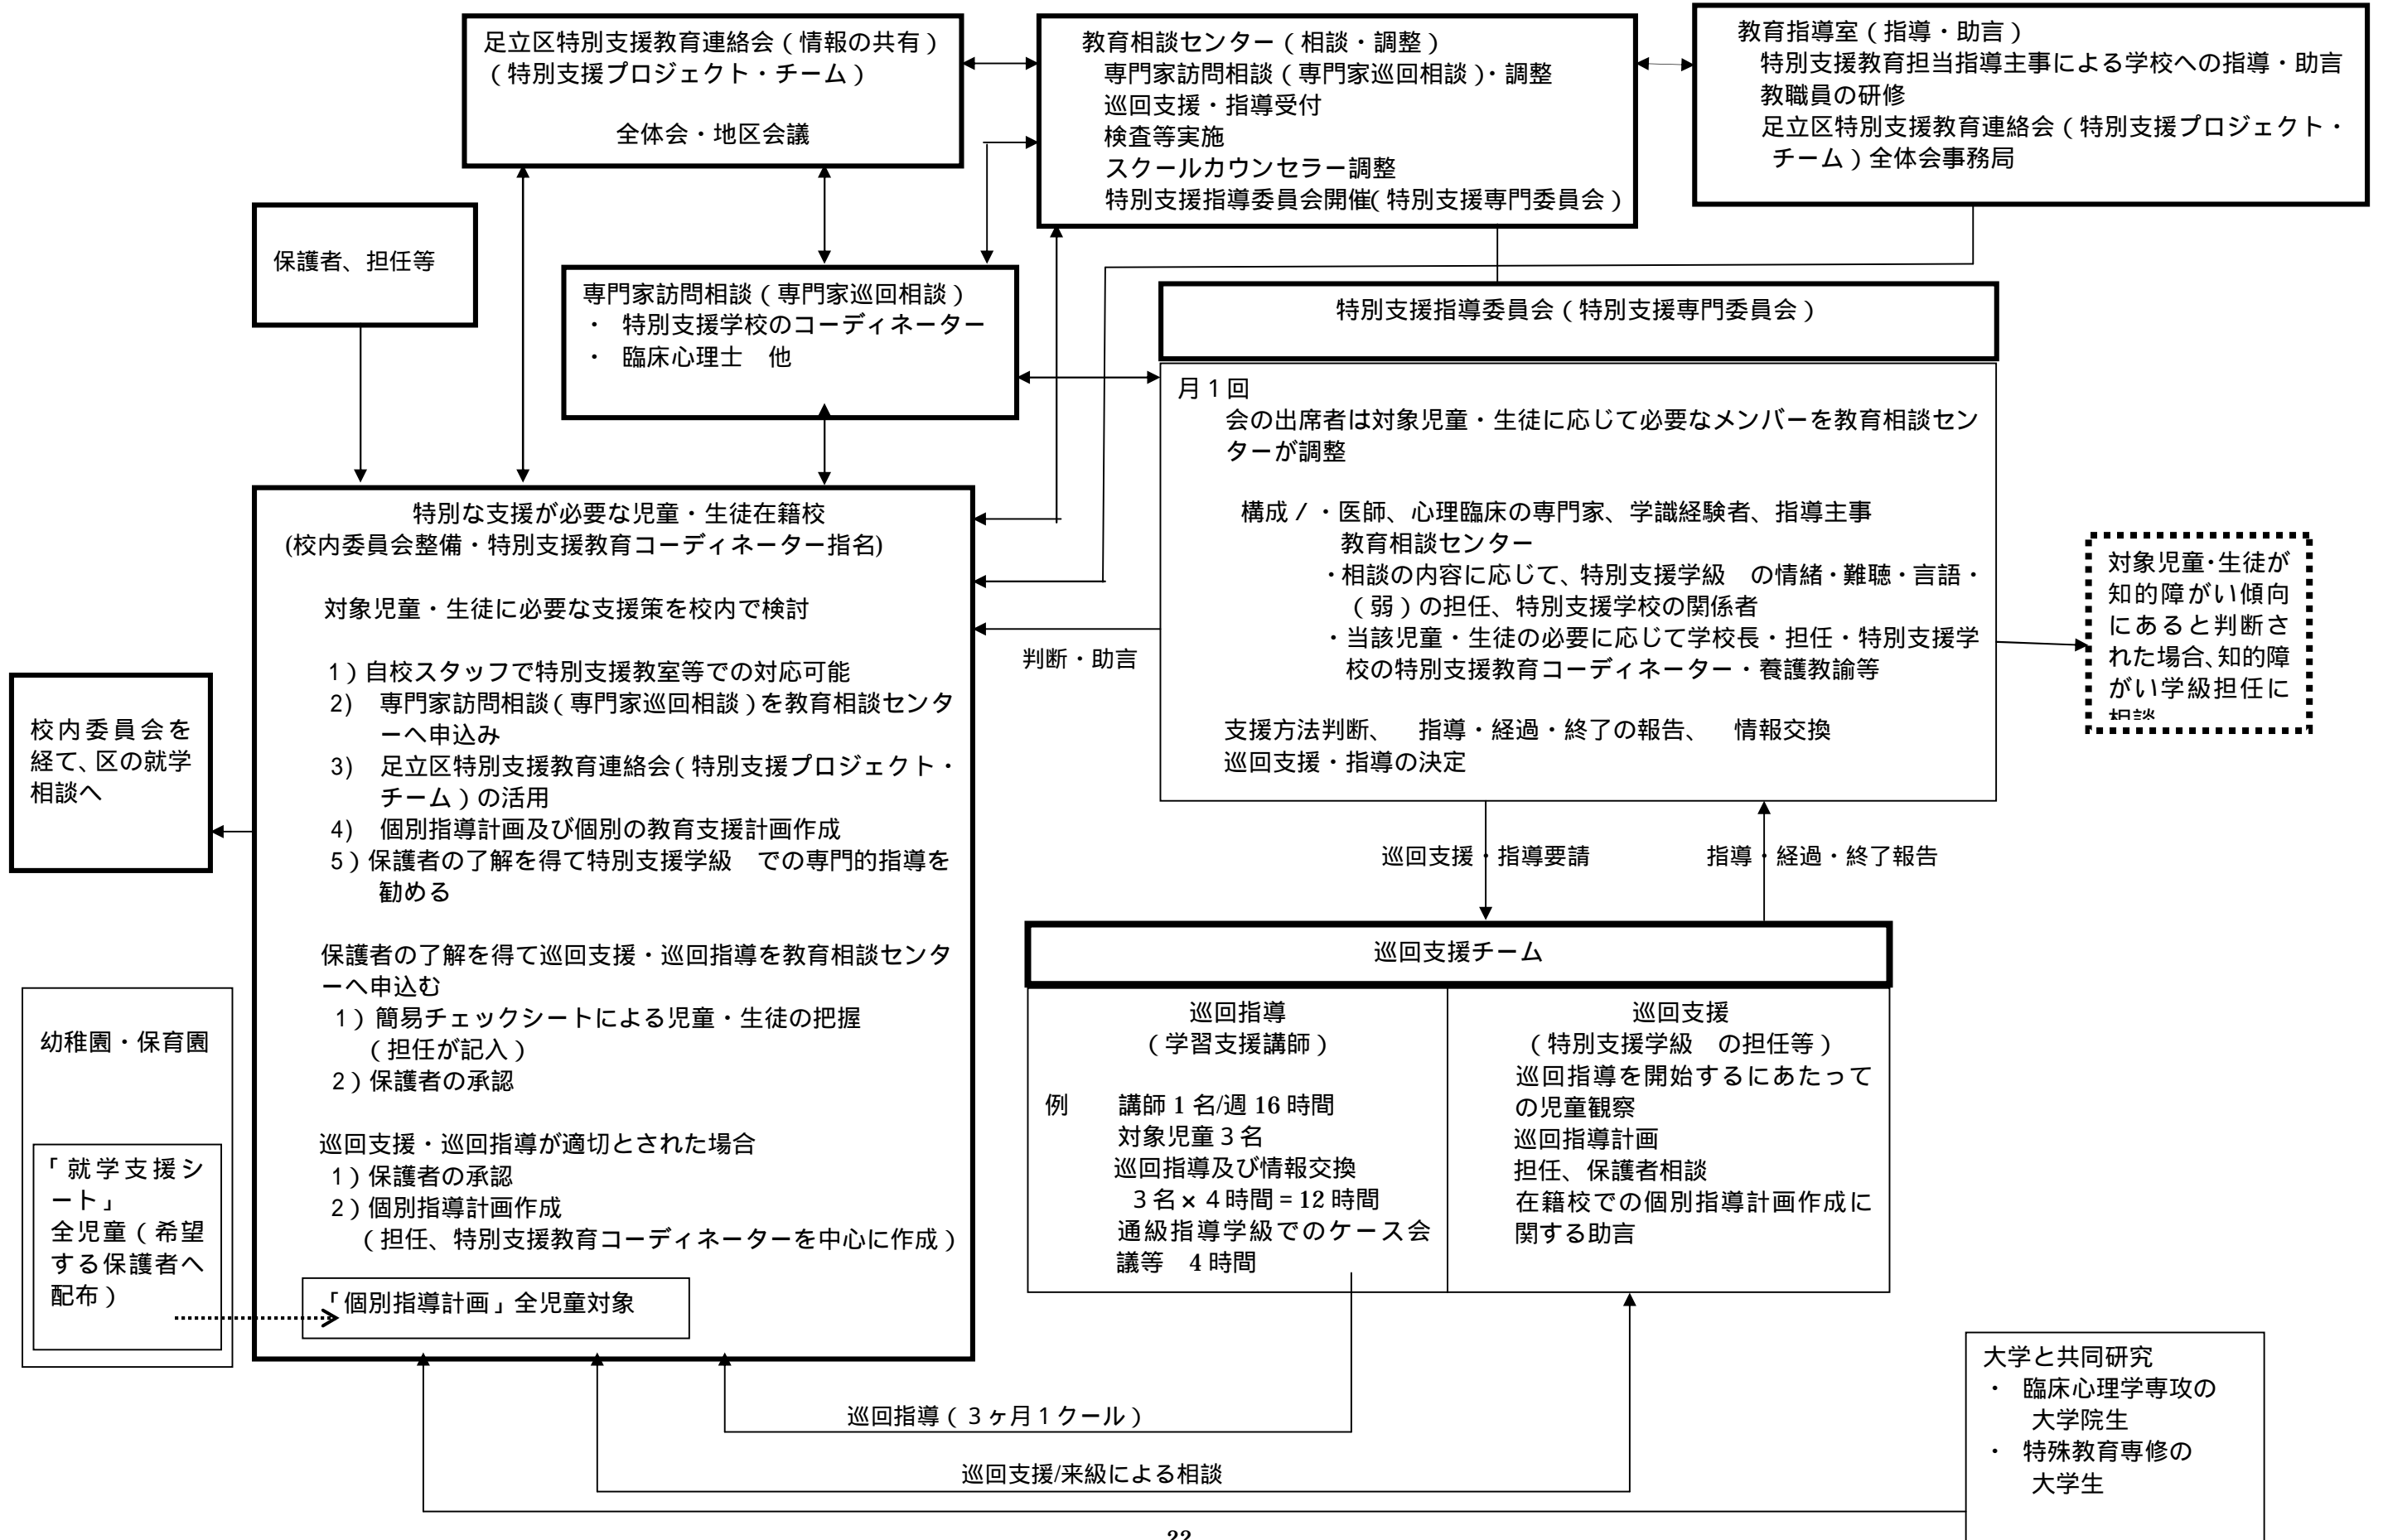 足立区特別支援教育連絡会（情報の共有）
（特別支援プロジェクト・チーム）
全体会・地区会議
教育相談センター（相談・調整）
専門家訪問相談（専門家巡回相談）・調整
巡回支援・指導受付
検査等実施
スクールカウンセラー調整
特別支援指導委員会開催（特別支援専門委員会）
教育指導室（指導・助言）
特別支援教育担当指導主事による学校への指導・助言
教職員の研修
足立区特別支援教育連絡会（特別支援プロジェクト・
チーム）全体会事務局
保護者、担任等
専門家訪問相談（専門家巡回相談）
・　特別支援学校のコーディネーター
・　臨床心理士　他
特別支援指導委員会（特別支援専門委員会）
月１回
会の出席者は対象児童・生徒に応じて必要なメンバーを教育相談セン
ターが調整
構成／・医師、心理臨床の専門家、学識経験者、指導主事
教育相談センター
・相談の内容に応じて、特別支援学級　の情緒・難聴・言語・
（弱）の担任、特別支援学校の関係者
・当該児童・生徒の必要に応じて学校長・担任・特別支援学
校の特別支援教育コーディネーター・養護教諭等
支援方法判断、　指導・経過・終了の報告、　情報交換
巡回支援・指導の決定
対象児童・生徒が
知的障がい傾向
にあると判断さ
れた場合、知的障
がい学級担任に
相談
特別な支援が必要な児童・生徒在籍校
(校内委員会整備・特別支援教育コーディネーター指名)
対象児童・生徒に必要な支援策を校内で検討
1）自校スタッフで特別支援教室等での対応可能
2)　専門家訪問相談（専門家巡回相談）を教育相談センタ
ーへ申込み
3)　足立区特別支援教育連絡会（特別支援プロジェクト・
チーム）の活用
4)　個別指導計画及び個別の教育支援計画作成
5）保護者の了解を得て特別支援学級　での専門的指導を
勧める
保護者の了解を得て巡回支援・巡回指導を教育相談センタ
ーへ申込む
1）簡易チェックシートによる児童・生徒の把握
（担任が記入）
2）保護者の承認
巡回支援・巡回指導が適切とされた場合
1）保護者の承認
2）個別指導計画作成
（担任、特別支援教育コーディネーターを中心に作成）
「個別指導計画」全児童対象
判断・助言
校内委員会を
経て、区の就学
相談へ
幼稚園・保育園
「就学支援シ
ート」
全児童（希望
する保護者へ
配布）
巡回支援・指導要請
指導・経過・終了報告
巡回支援チーム
巡回指導
（学習支援講師）
例　　講師 1 名/週 16 時間
対象児童３名
巡回指導及び情報交換
３名×４時間＝12 時間
通級指導学級でのケース会
議等　4 時間
巡回支援
（特別支援学級　の担任等）
巡回指導を開始するにあたって
の児童観察
巡回指導計画
担任、保護者相談
在籍校での個別指導計画作成に
関する助言
巡回指導（３ヶ月１クール）
巡回支援/来級による相談
大学と共同研究
・　臨床心理学専攻の
大学院生
・　特殊教育専修の
大学生
22